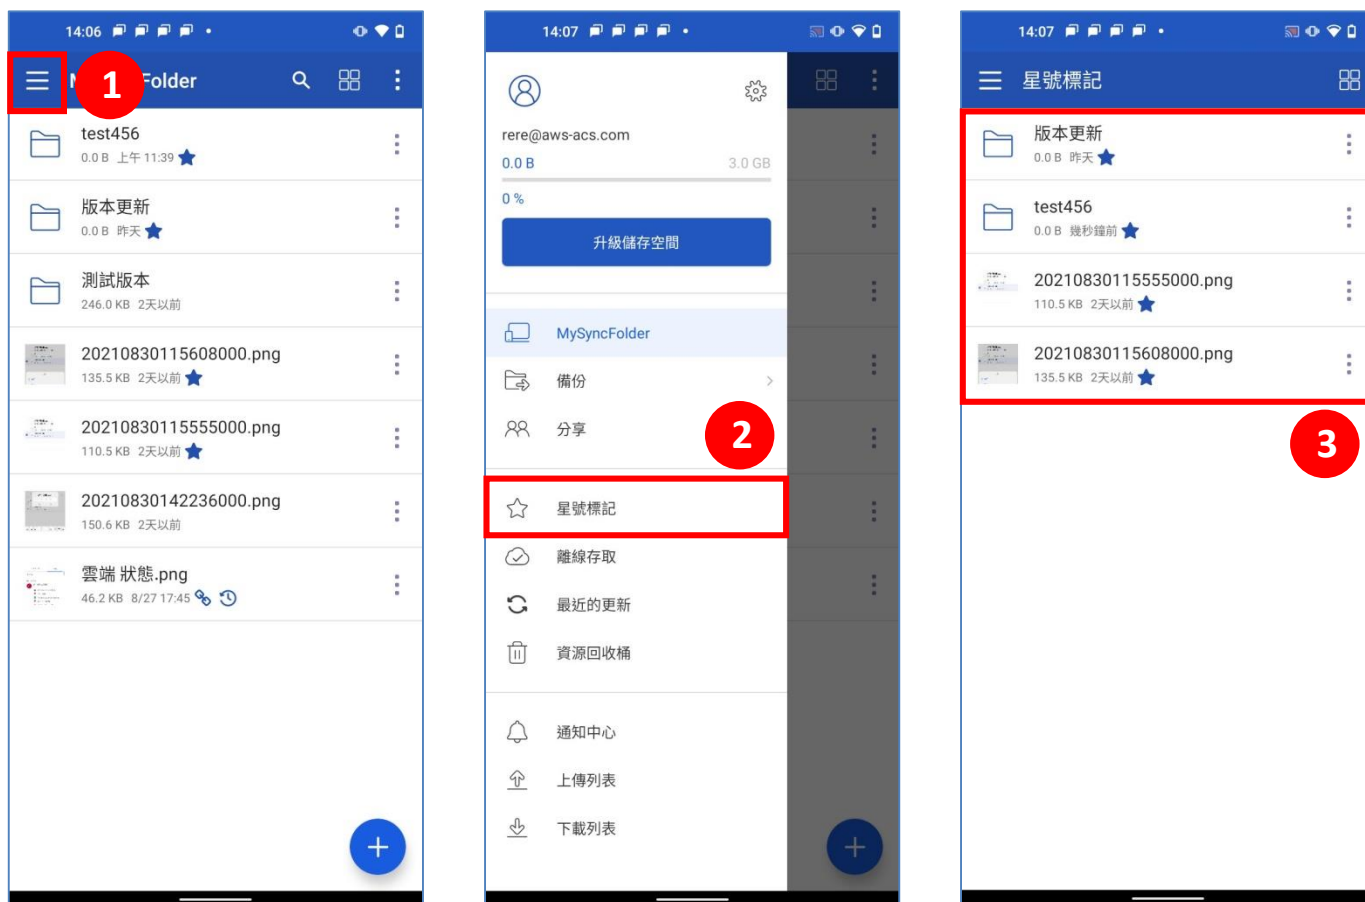 14:06
1
Folder
test456
0.0 B 上午 11:39
版本更新
0.0 B 昨天
測試版本
246.0 KB 2天以前
20210830115608000.png
135.5 KB 2天以前
20210830115555000.png
110.5 KB 2天以前
20210830142236000.png
150.6 KB 2天以前
雲端 狀態.png
46.2 KB 8/27 17:45
14:07
rere@aws-acs.com
0.0 B 3.0 GB
0 %
升級儲存空間
MySyncFolder
備份
分享
2
星號標記
離線存取
最近的更新
資源回收桶
通知中心
上傳列表
下載列表
14:07
星號標記
版本更新
0.0 B 昨天
test456
0.0 B 幾秒鐘前
20210830115555000.png
110.5 KB 2天以前
20210830115608000.png
135.5 KB 2天以前
3